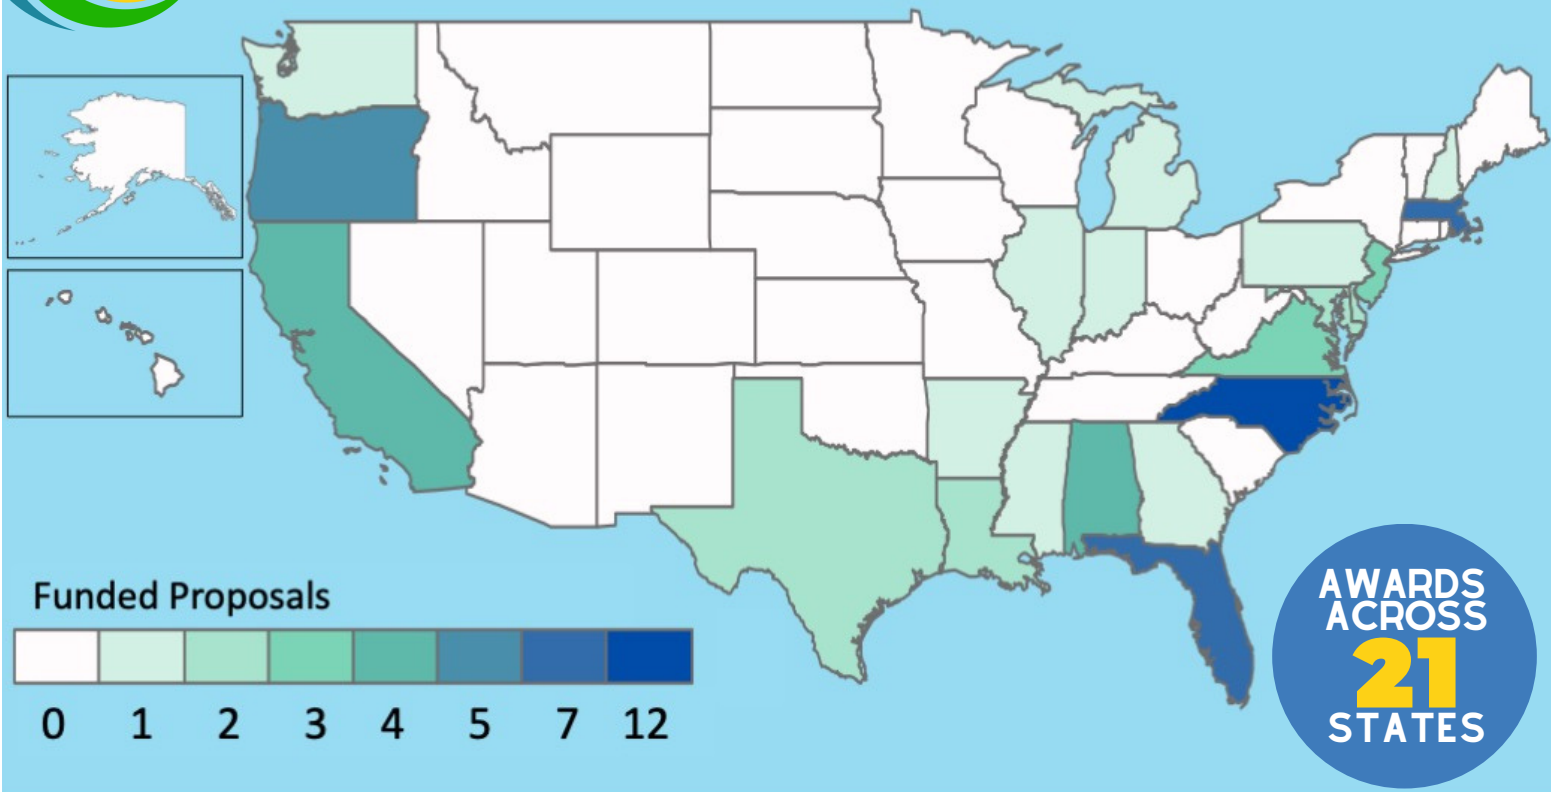 Funded Proposals
0 1 2 3 4 5 7 12
AWARDS
ACROSS
21
STATES